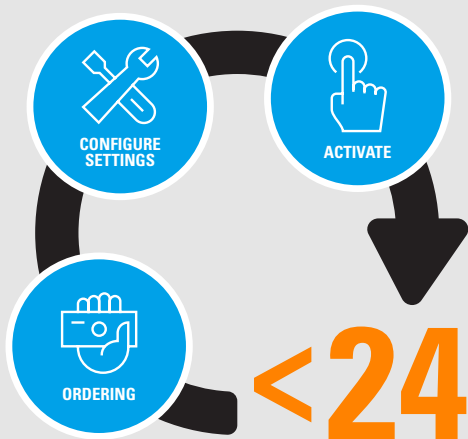 CONFIGURE
SETTINGS
ACTIVATE
ORDERING
<24